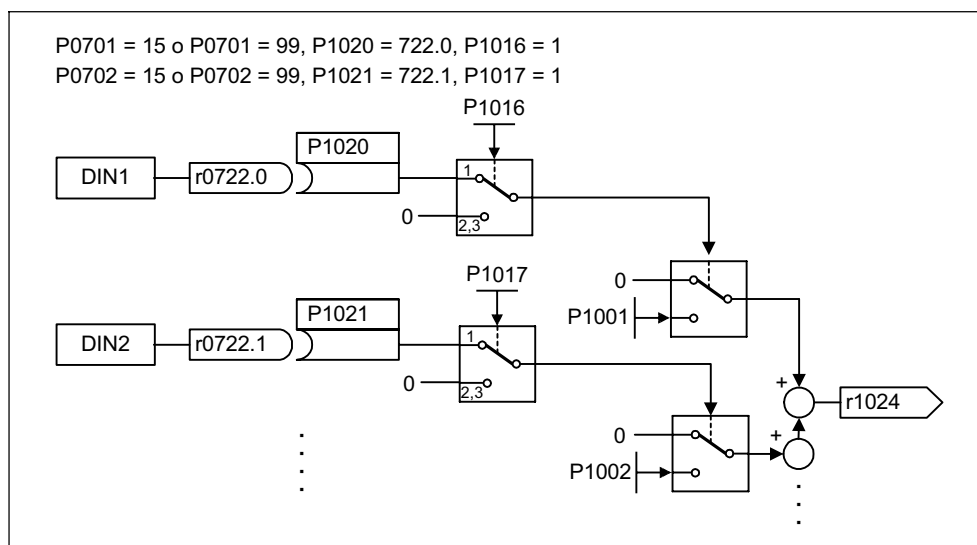 P0701 = 15 o P0701 = 99, P1020 = 722.0, P1016 = 1
P0702 = 15 o P0702 = 99, P1021 = 722.1, P1017 = 1
P1016
P1020
DIN1
r0722.0
1
0
2,3
P1017
0
P1021
P1001
DIN2
r0722.1
1
0
2,3
+
r1024
0
+
P1002